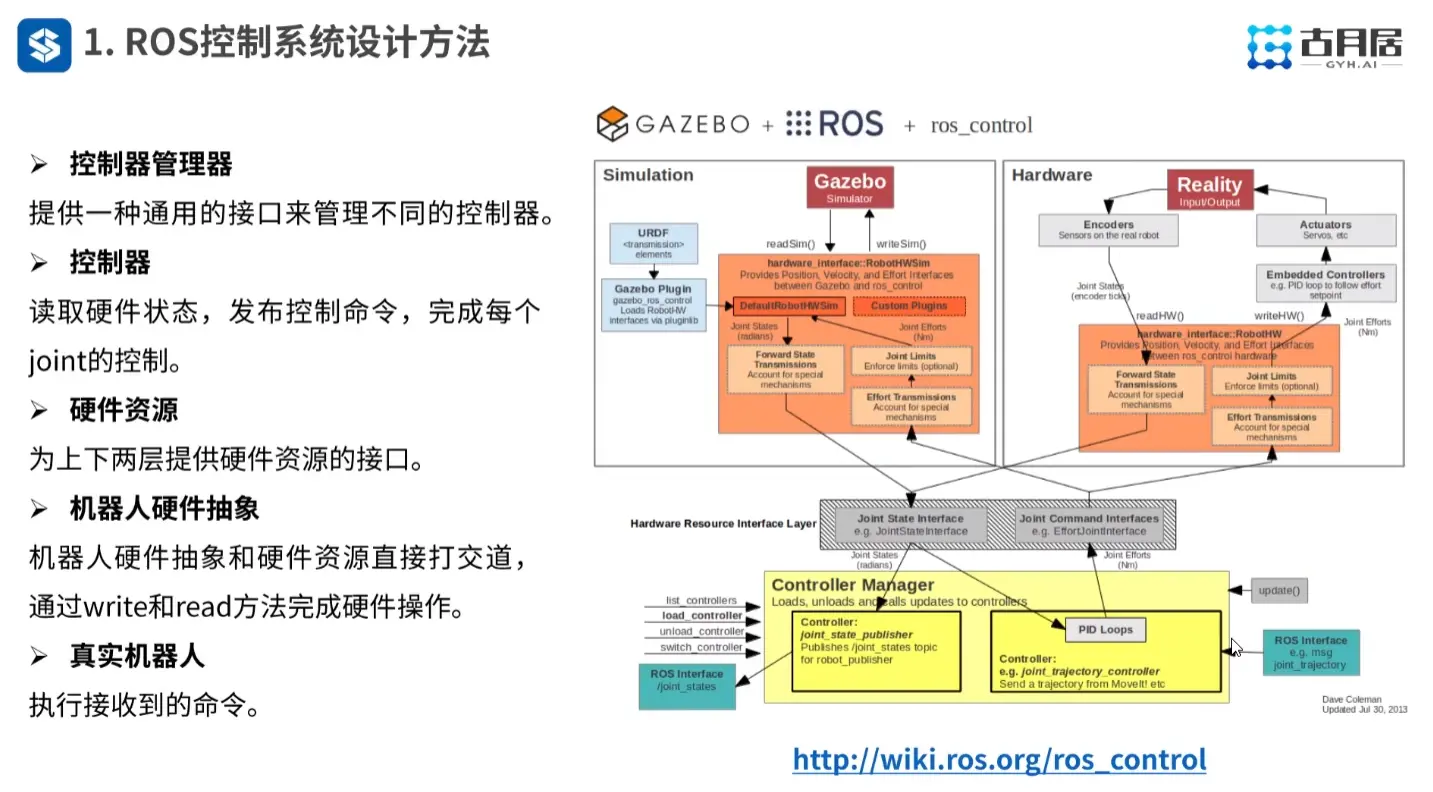 1. ROS控制系统设计方法
古月居
GYH.AI
➢ 控制器管理器
提供一种通用的接口来管理不同的控制器。
➢ 控制器
读取硬件状态，发布控制命令，完成每个
joint的控制。
➢ 硬件资源
为上下两层提供硬件资源的接口。
➢ 机器人硬件抽象
机器人硬件抽象和硬件资源直接打交道，
通过write和read方法完成硬件操作。
➢ 真实机器人
执行接收到的命令。
GAZEBO + ROS + ros_control
Simulation
Gazebo
Simulator
URDF
<transmission>
elements
readSim()
writeSim()
Gazebo Plugin
gazebo_ros_control
Loads RobotHW
interfaces via pluginlib
hardware_interface::RobotHWSim
Provides Position, Velocity, and Effort Interfaces
between Gazebo and ros_control
DefaultRobotHWSim
Custom Plugins
Joint States
(radians)
Joint Efforts
(Nm)
Forward State
Transmissions
Account for special
mechanisms
Joint Limits
Enforce limits (optional)
Effort Transmissions
Account for special
mechanisms
Hardware
Reality
Input/Output
Encoders
Sensors on the real robot
Actuators
Servos, etc
Embedded Controllers
e.g. PID loop to follow effort
setpoint
Joint States
(encoder ticks)
readHW()
writeHW()
Joint Efforts
(Nm)
hardware_interface::RobotHW
Provides Position, Velocity, and Effort Interfaces
between ros_control hardware
Forward State
Transmissions
Account for special
mechanisms
Joint Limits
Enforce limits (optional)
Effort Transmissions
Account for special
mechanisms
Hardware Resource Interface Layer
Joint State Interface
e.g. JointStateInterface
Joint Command Interfaces
e.g. EffortJointInterface
Joint States
(radians)
Joint Efforts
(Nm)
Controller Manager
Loads, unloads and calls updates to controllers
list_controllers
load_controller
unload_controller
switch_controller
update()
Controller:
joint_state_publisher
Publishes /joint_states topic
for robot_publisher
PID Loops
Controller:
e.g. joint_trajectory_controller
Send a trajectory from MoveIt! etc
ROS Interface
/joint_states
ROS Interface
e.g. msg
joint_trajectory
Dave Coleman
Updated Jul 30, 2013
http://wiki.ros.org/ros_control